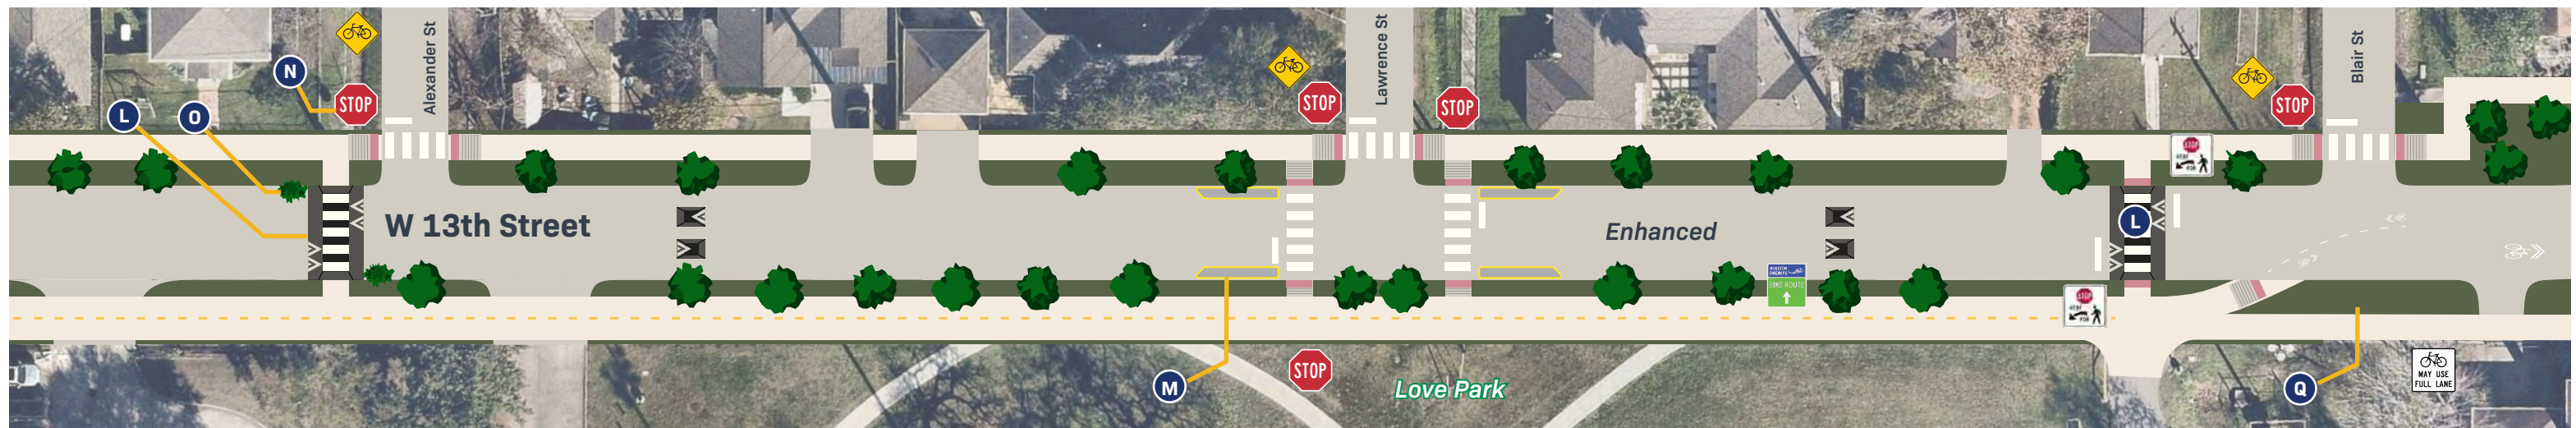 Alexander St
Lawrence St
Blair St
N
STOP
STOP
STOP
STOP
L
O
W 13th Street
Enhanced
L
BIKE ROUTE
STOP
M
Love Park
Q
MAY USE
FULL LANE